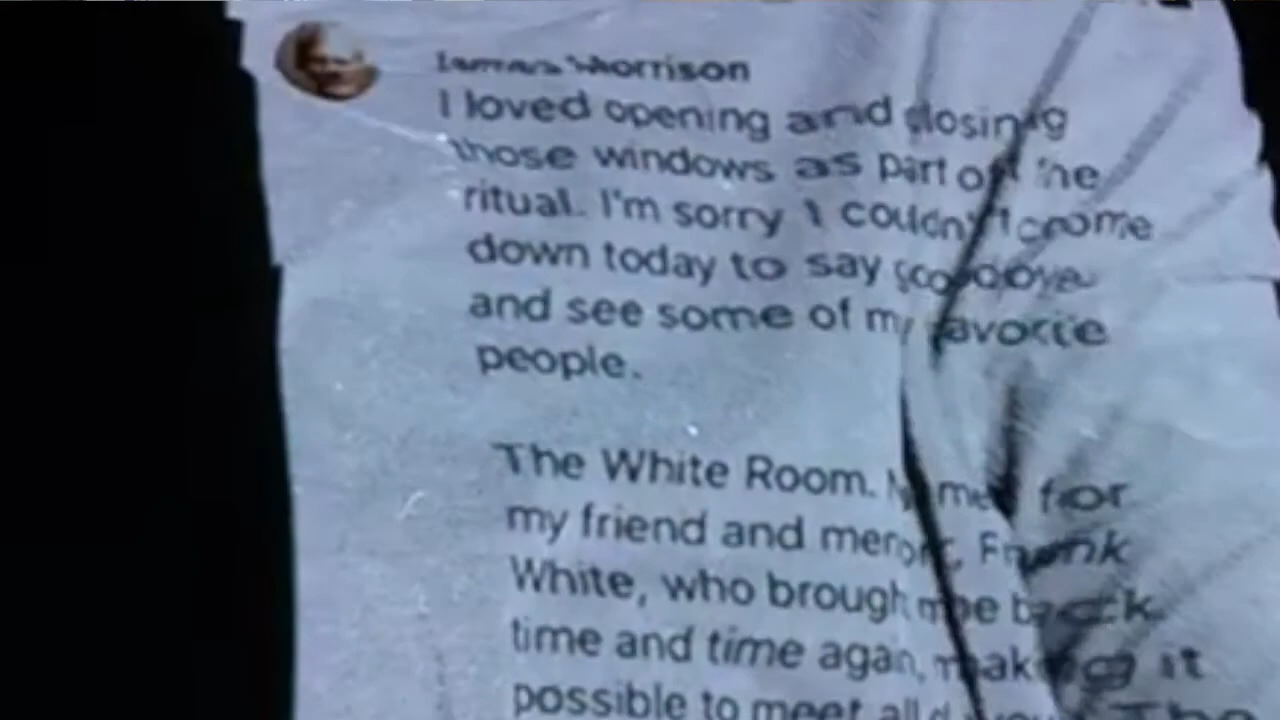 Morrison
I loved opening and closing
those windows as part of the
ritual. I'm sorry I couldn't come
down today to say goodbye
and see some of my favorite
people.
The White Room. Named for
my friend and mentor, Frank
White, who brought me back
time and time again, making it
possible to meet all